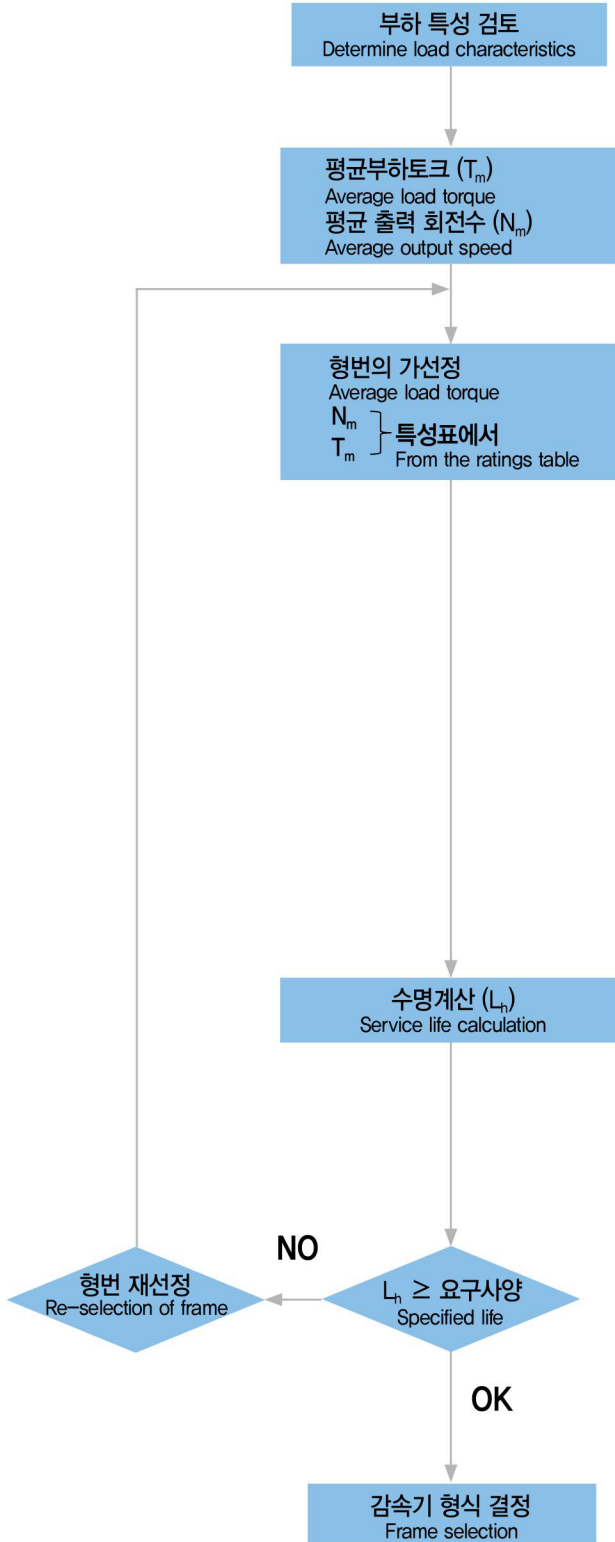 부하 특성 검토
Determine load characteristics
평균부하토크 (Tm)
Average load torque
평균 출력 회전수 (Nm)
Average output speed
형번의 가선정
Average load torque
Nm
Tm
특성표에서
From the ratings table
수명계산 (Lh)
Service life calculation
NO
형번 재선정
Re-selection of frame
Lh ≥ 요구사양
Specified life
OK
감속기 형식 결정
Frame selection